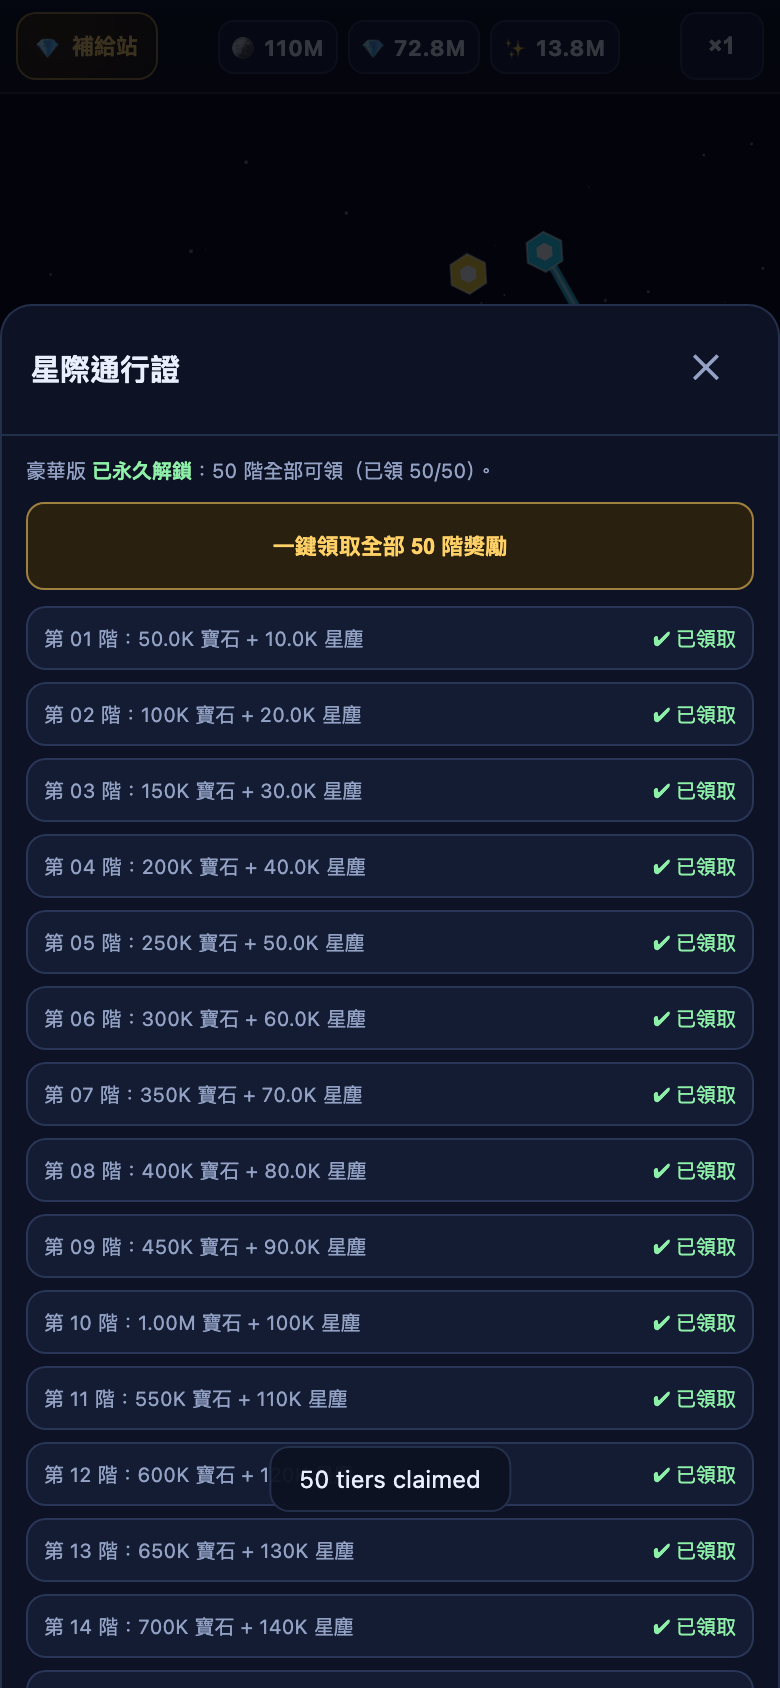 補給站 110M 72.8M 13.8M ×1
星際通行證
豪華版 已永久解鎖：50 階全部可領（已領 50/50）。
一鍵領取全部 50 階獎勵
第 01 階：50.0K 寶石 + 10.0K 星塵 ✔ 已領取
第 02 階：100K 寶石 + 20.0K 星塵 ✔ 已領取
第 03 階：150K 寶石 + 30.0K 星塵 ✔ 已領取
第 04 階：200K 寶石 + 40.0K 星塵 ✔ 已領取
第 05 階：250K 寶石 + 50.0K 星塵 ✔ 已領取
第 06 階：300K 寶石 + 60.0K 星塵 ✔ 已領取
第 07 階：350K 寶石 + 70.0K 星塵 ✔ 已領取
第 08 階：400K 寶石 + 80.0K 星塵 ✔ 已領取
第 09 階：450K 寶石 + 90.0K 星塵 ✔ 已領取
第 10 階：1.00M 寶石 + 100K 星塵 ✔ 已領取
第 11 階：550K 寶石 + 110K 星塵 ✔ 已領取
第 12 階：600K 寶石 + ✔ 已領取
50 tiers claimed
第 13 階：650K 寶石 + 130K 星塵 ✔ 已領取
第 14 階：700K 寶石 + 140K 星塵 ✔ 已領取